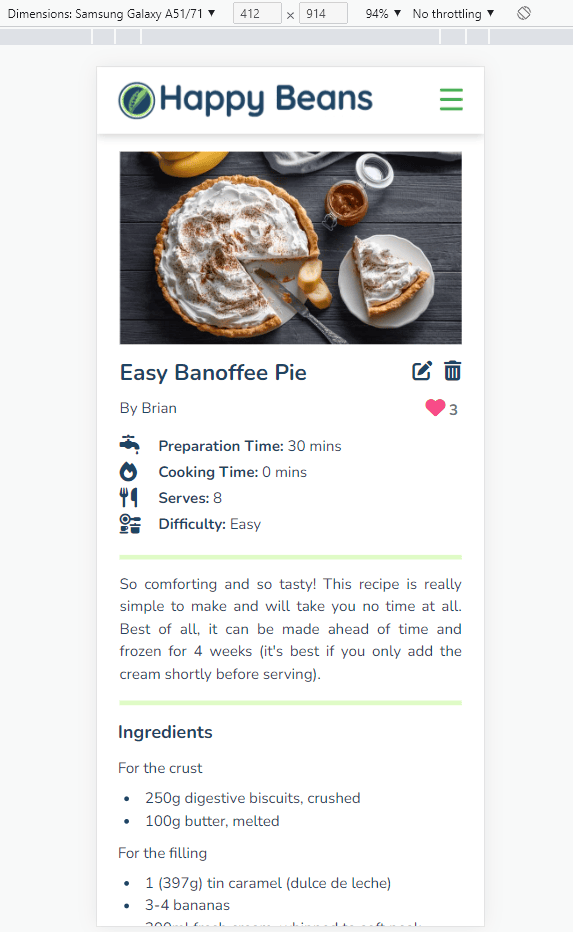 Dimensions: Samsung Galaxy A51/71 ▼ 412 × 914 94% ▼ No throttling ▼
Happy Beans
Easy Banoffee Pie
By Brian
3
Preparation Time: 30 mins
Cooking Time: 0 mins
Serves: 8
Difficulty: Easy
So comforting and so tasty! This recipe is really
simple to make and will take you no time at all.
Best of all, it can be made ahead of time and
frozen for 4 weeks (it's best if you only add the
cream shortly before serving).
Ingredients
For the crust
• 250g digestive biscuits, crushed
• 100g butter, melted
For the filling
• 1 (397g) tin caramel (dulce de leche)
• 3-4 bananas